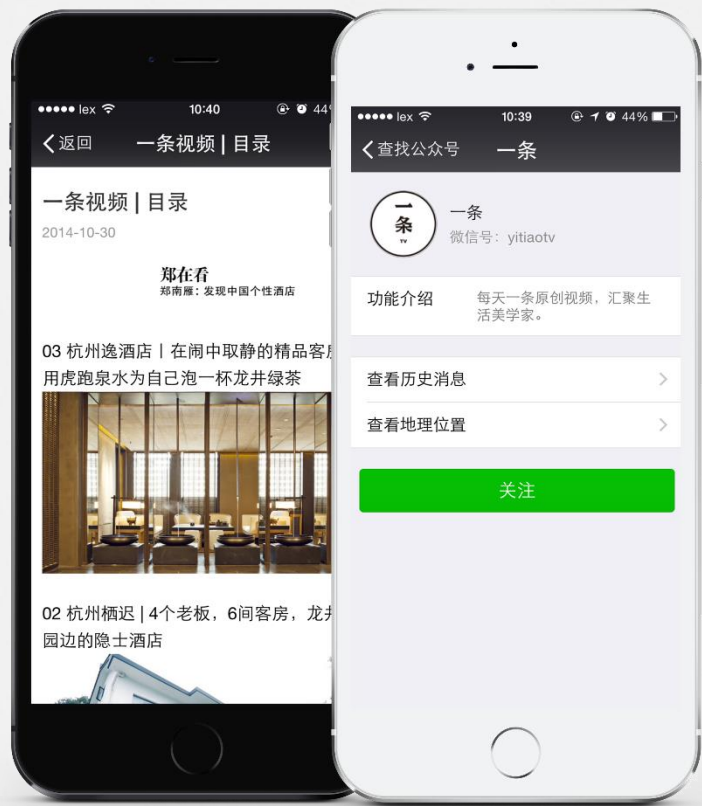 lex
10:40
44
返回
一条视频 | 目录
一条视频 | 目录
2014-10-30
郑在看
郑南雁：发现中国个性酒店
03 杭州逸酒店丨在闹中取静的精品客
用虎跑泉水为自己泡一杯龙井绿茶
02 杭州栖迟 | 4个老板，6间客房，龙
园边的隐士酒店
lex
10:39
44%
查找公众号
一条
一
条
TV
一条
微信号：yitiaotv
功能介绍
每天一条原创视频，汇聚生
活美学家。
查看历史消息
查看地理位置
关注